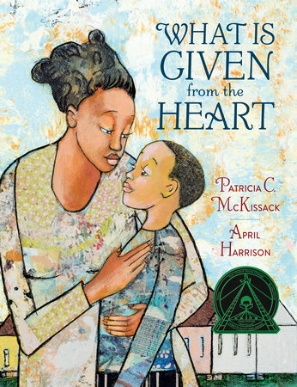 WHAT IS
GIVEN
from the
HEART
PATRICIA C.
MCKISSACK
APRIL
HARRISON